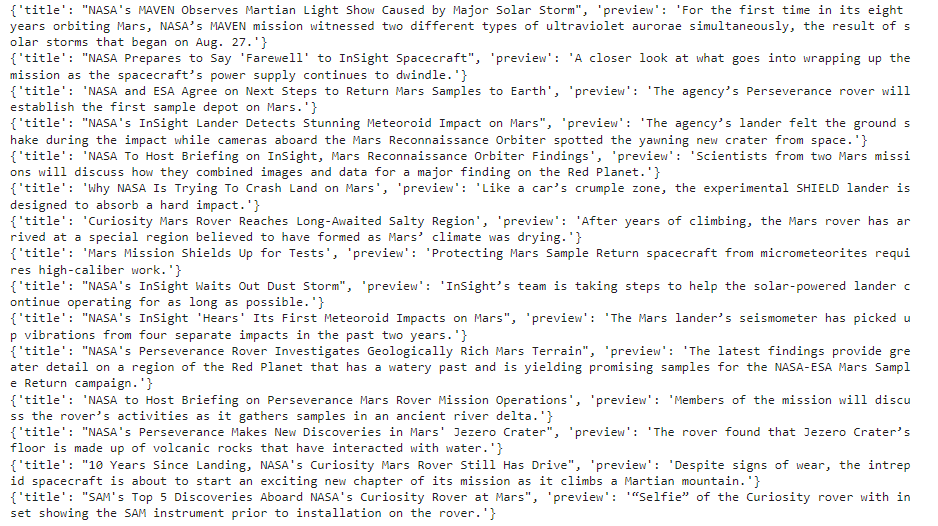 {'title': "NASA's MAVEN Observes Martian Light Show Caused by Major Solar Storm", 'preview': 'For the first time in its eight
years orbiting Mars, NASA’s MAVEN mission witnessed two different types of ultraviolet aurorae simultaneously, the result of s
olar storms that began on Aug. 27.'}
{'title': "NASA Prepares to Say 'Farewell' to InSight Spacecraft", 'preview': 'A closer look at what goes into wrapping up the
mission as the spacecraft’s power supply continues to dwindle.'}
{'title': 'NASA and ESA Agree on Next Steps to Return Mars Samples to Earth', 'preview': 'The agency’s Perseverance rover will
establish the first sample depot on Mars.'}
{'title': "NASA's InSight Lander Detects Stunning Meteoroid Impact on Mars", 'preview': 'The agency’s lander felt the ground s
hake during the impact while cameras aboard the Mars Reconnaissance Orbiter spotted the yawning new crater from space.'}
{'title': 'NASA To Host Briefing on InSight, Mars Reconnaissance Orbiter Findings', 'preview': 'Scientists from two Mars missi
ons will discuss how they combined images and data for a major finding on the Red Planet.'}
{'title': 'Why NASA Is Trying To Crash Land on Mars', 'preview': 'Like a car’s crumple zone, the experimental SHIELD lander is
designed to absorb a hard impact.'}
{'title': 'Curiosity Mars Rover Reaches Long-Awaited Salty Region', 'preview': 'After years of climbing, the Mars rover has ar
rived at a special region believed to have formed as Mars’ climate was drying.'}
{'title': 'Mars Mission Shields Up for Tests', 'preview': 'Protecting Mars Sample Return spacecraft from micrometeorites requi
res high-caliber work.'}
{'title': "NASA's InSight Waits Out Dust Storm", 'preview': 'InSight’s team is taking steps to help the solar-powered lander c
ontinue operating for as long as possible.'}
{'title': "NASA's InSight 'Hears' Its First Meteoroid Impacts on Mars", 'preview': 'The Mars lander’s seismometer has picked u
p vibrations from four separate impacts in the past two years.'}
{'title': "NASA's Perseverance Rover Investigates Geologically Rich Mars Terrain", 'preview': 'The latest findings provide gre
ater detail on a region of the Red Planet that has a watery past and is yielding promising samples for the NASA-ESA Mars Sampl
e Return campaign.'}
{'title': 'NASA to Host Briefing on Perseverance Mars Rover Mission Operations', 'preview': 'Members of the mission will discu
ss the rover’s activities as it gathers samples in an ancient river delta.'}
{'title': "NASA's Perseverance Makes New Discoveries in Mars' Jezero Crater", 'preview': 'The rover found that Jezero Crater’s
floor is made up of volcanic rocks that have interacted with water.'}
{'title': "10 Years Since Landing, NASA's Curiosity Mars Rover Still Has Drive", 'preview': 'Despite signs of wear, the intrep
id spacecraft is about to start an exciting new chapter of its mission as it climbs a Martian mountain.'}
{'title': "SAM's Top 5 Discoveries Aboard NASA's Curiosity Rover at Mars", 'preview': '“Selfie” of the Curiosity rover with in
set showing the SAM instrument prior to installation on the rover.'}